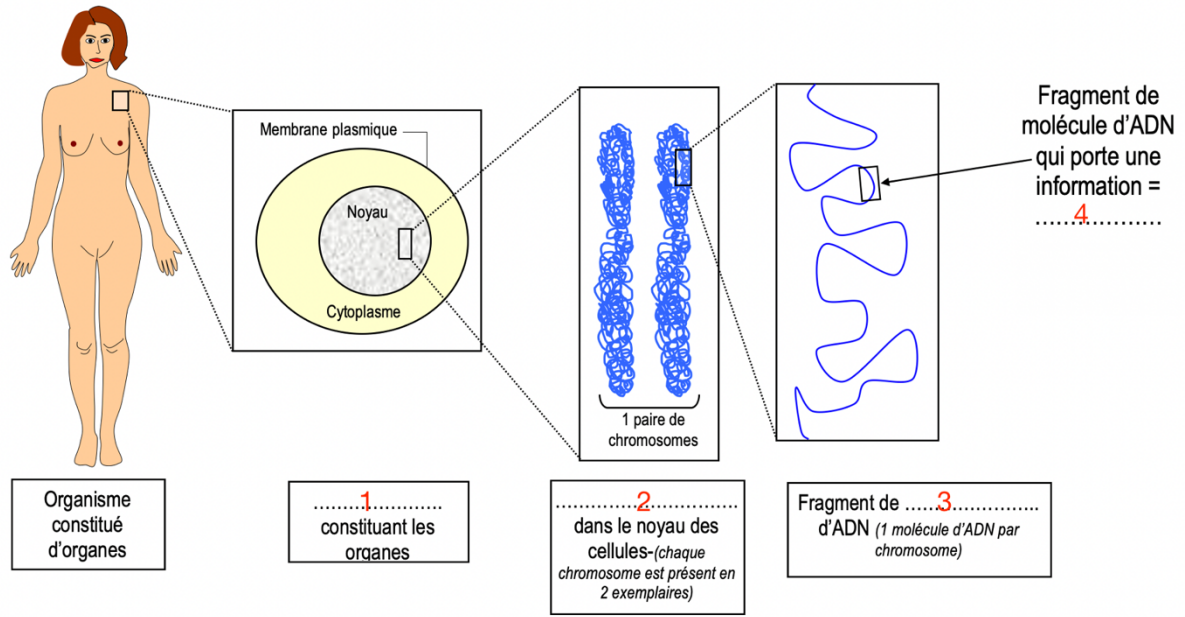 Membrane plasmique
Noyau
Cytoplasme
1 paire de
chromosomes
Fragment de
molécule d'ADN
qui porte une
information =
.........4..................
Organisme
constitué
d'organes
.............1..................
constituant les
organes
..................2....................
dans le noyau des
cellules-(chaque
chromosome est présent en
2 exemplaires)
Fragment de ........3....................
d'ADN (1 molécule d'ADN par
chromosome)